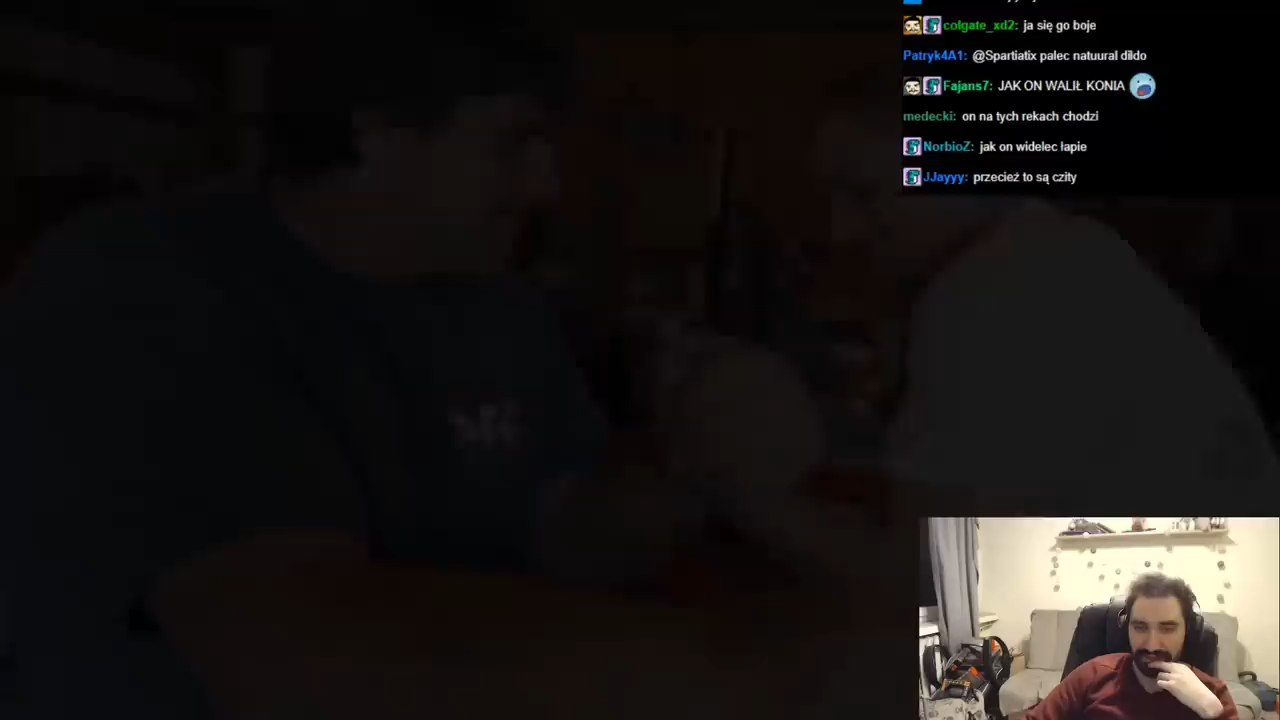 colgate_xd2: ja się go boje
Patryk4A1: @Spartiatix palec natuural dildo
Fajans7: JAK ON WALIŁ KONIA
medecki: on na tych rekach chodzi
NorbioZ: jak on widelec łapie
JJayyy: przecież to są czity